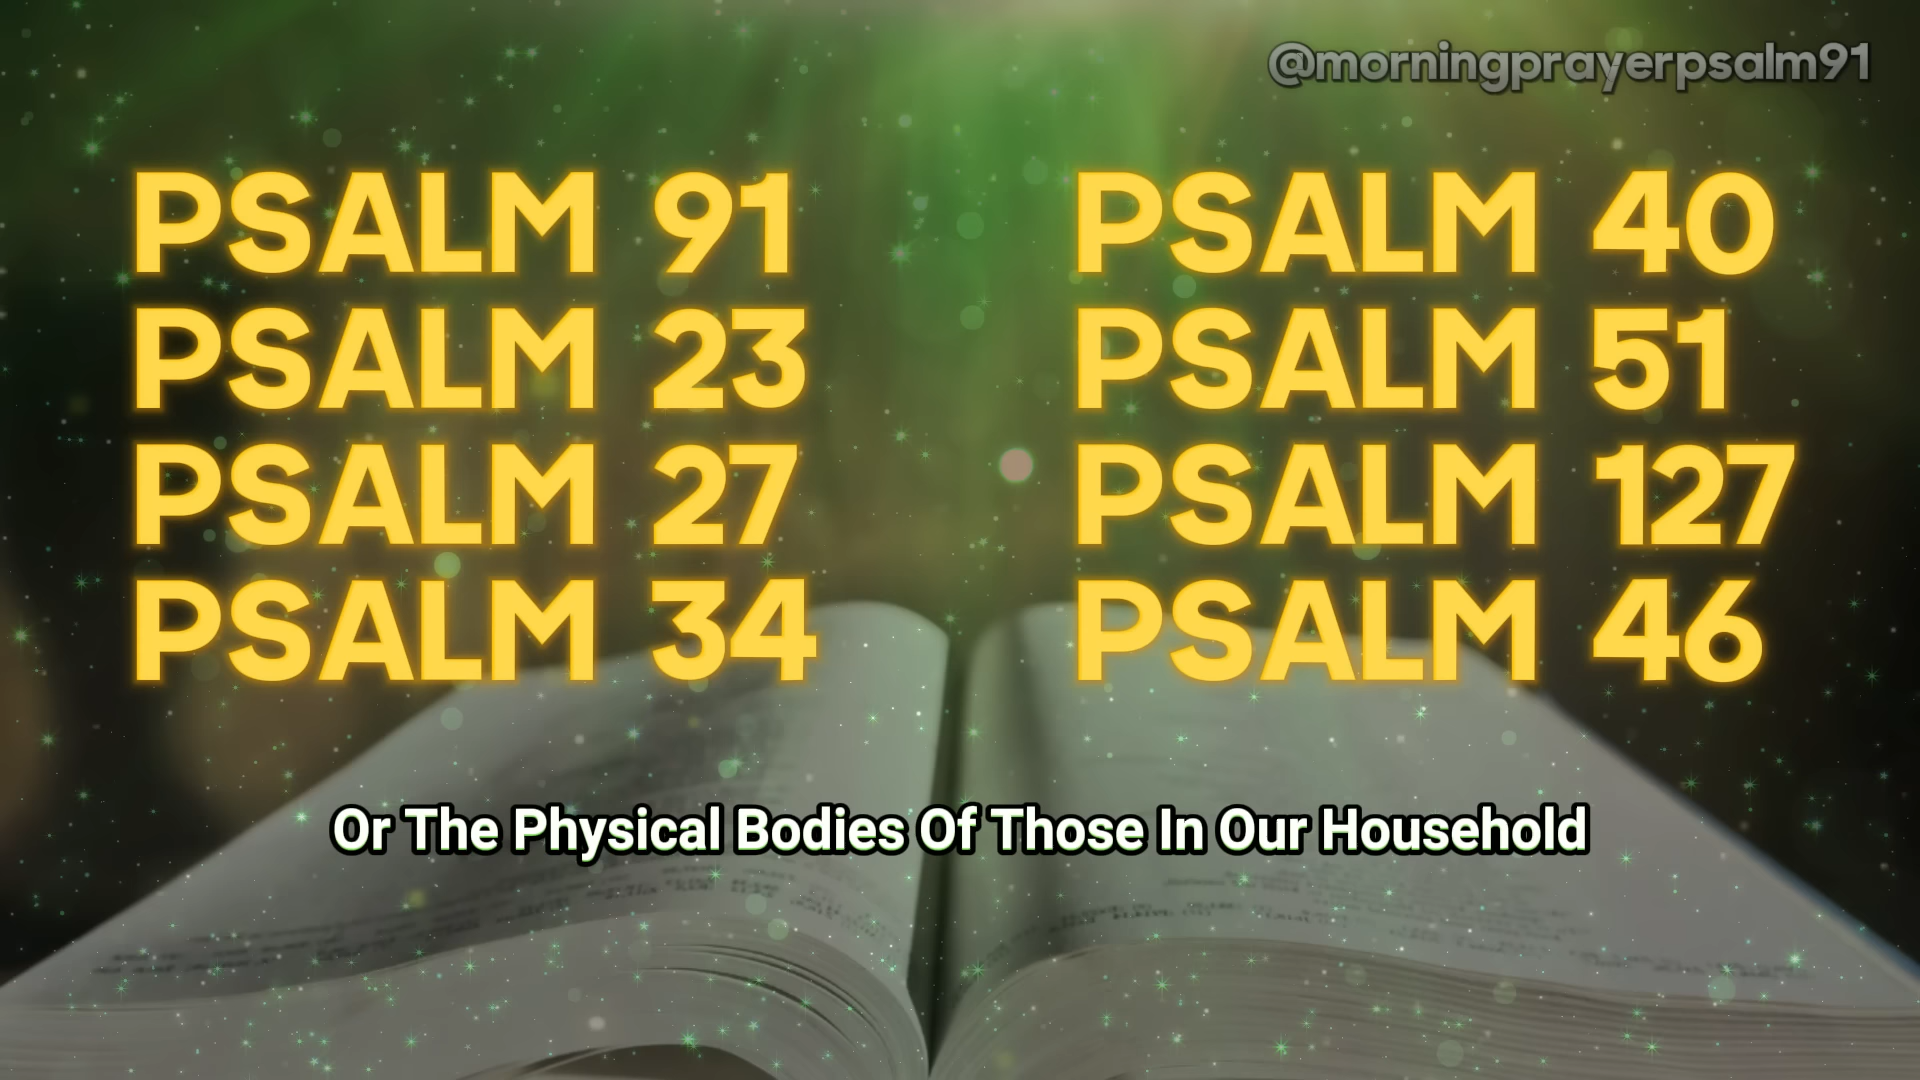 @morningprayerpsalm91
PSALM 91
PSALM 23
PSALM 27
PSALM 34
PSALM 40
PSALM 51
PSALM 127
PSALM 46
Or The Physical Bodies Of Those In Our Household